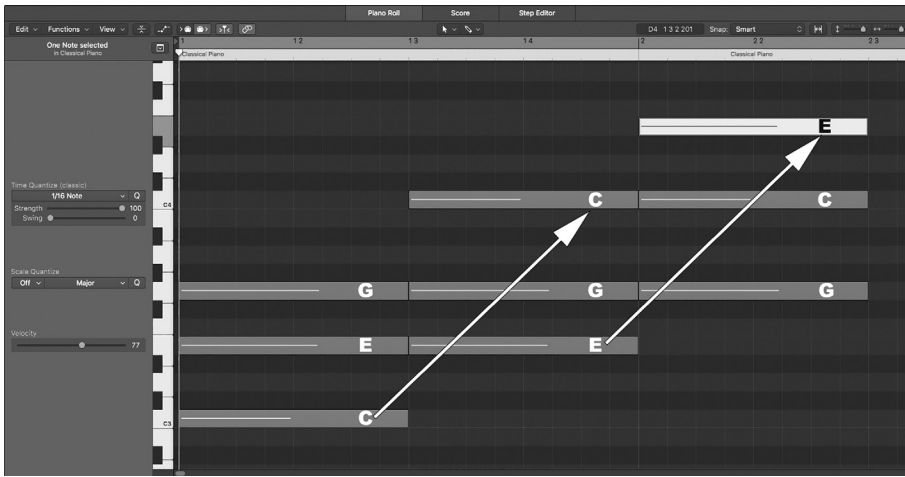 Piano Roll Score Step Editor
Edit Functions View D4 1 3 2 201 Snap: Smart
One Note selected
in Classical Piano
1 1 2 1 3 1 4 2 2 2 2 3
Classical Piano Classical Piano
E
Time Quantize (classic)
1/16 Note Q
Strength 100
Swing 0
C4 C C
Scale Quantize
Off Major Q
G G G
Velocity
77
E E
C3 C